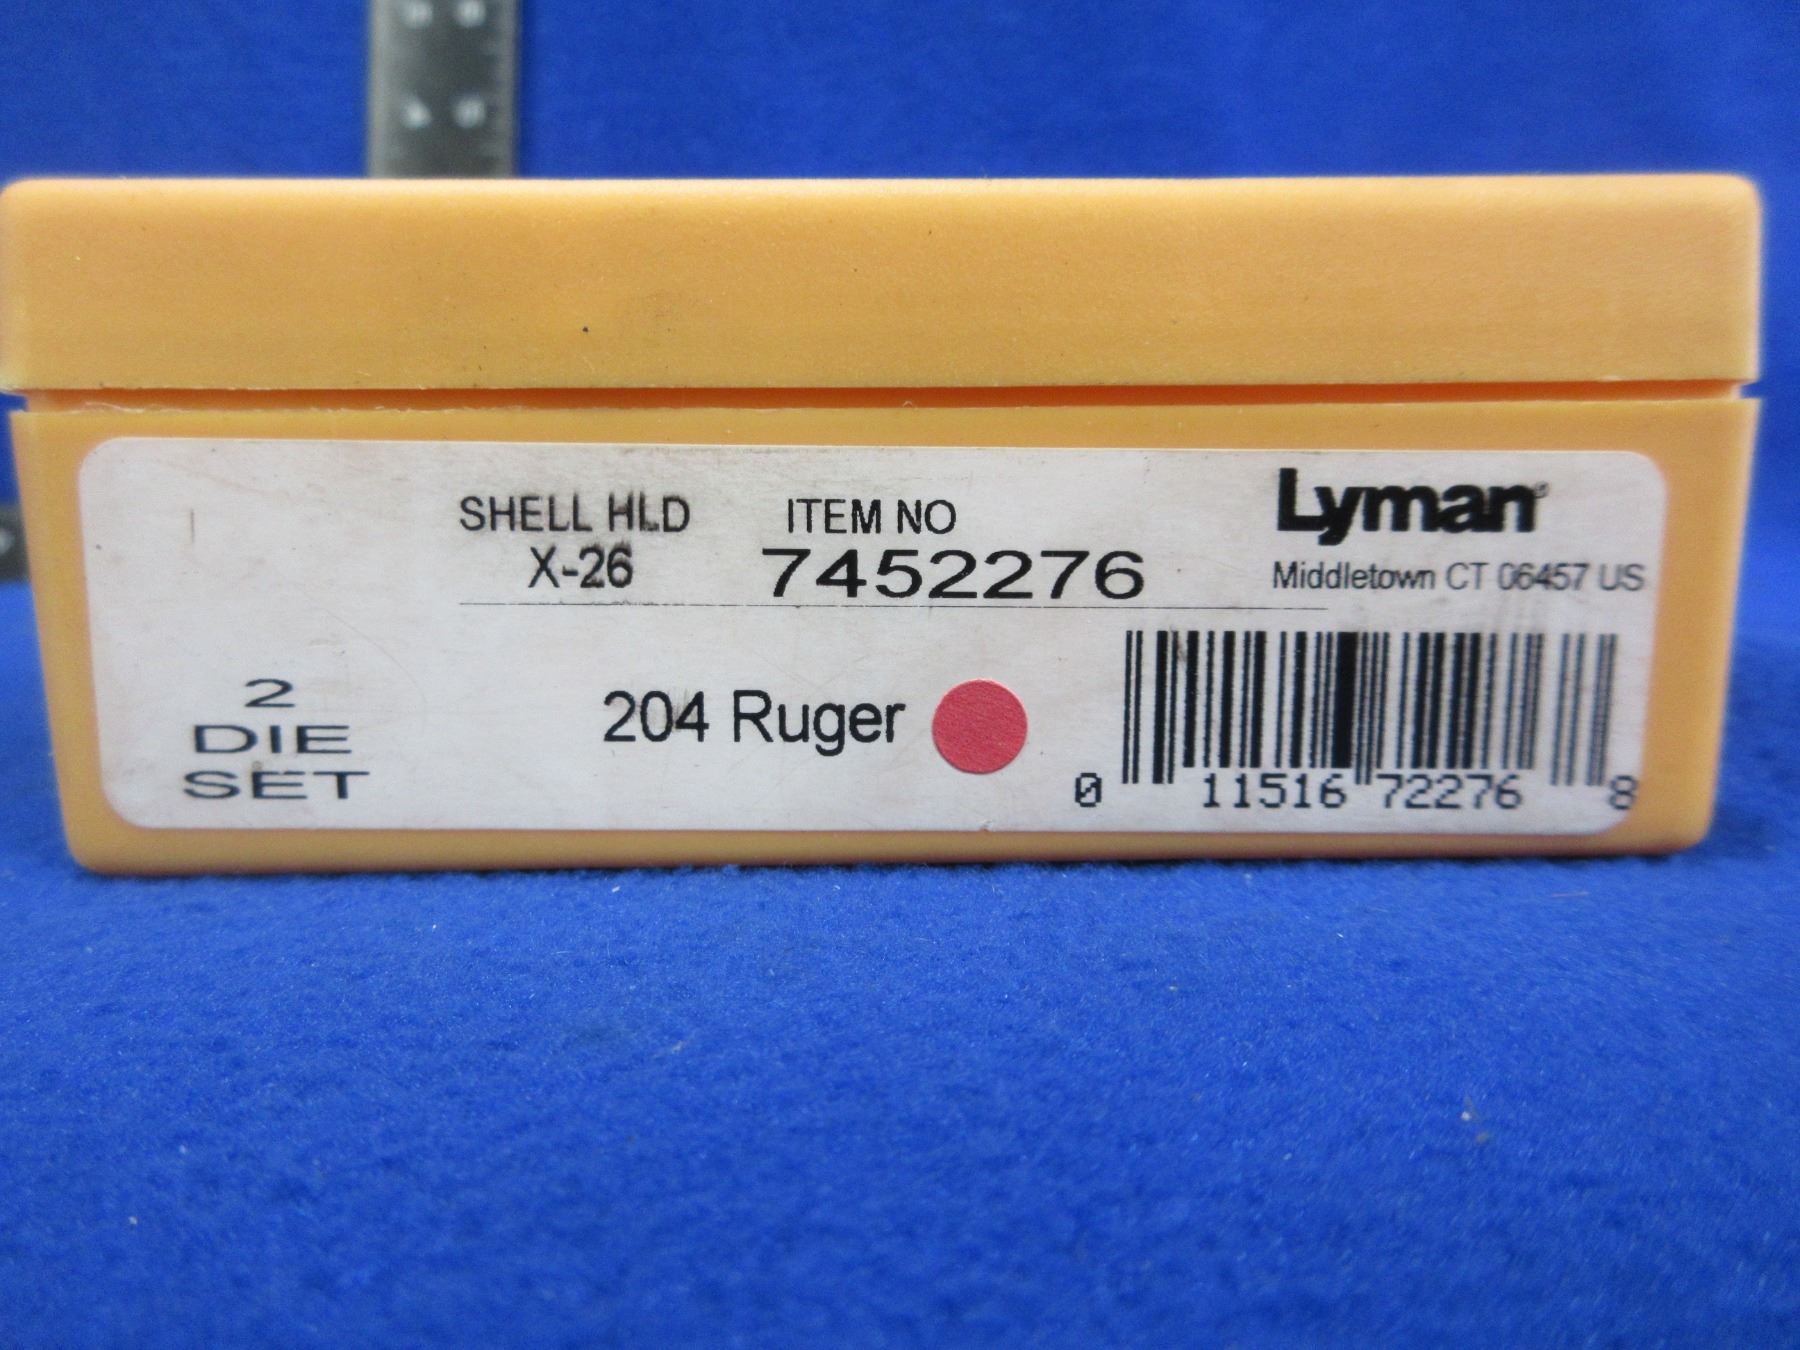 SHELL HLD
X-26
ITEM NO
7452276
Lyman®
Middletown CT 06457 US
2
DIE
SET
204 Ruger
0 11516 72276 8